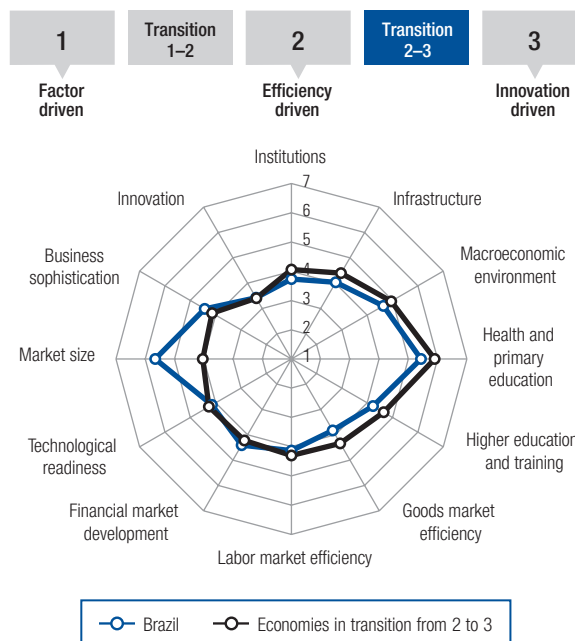 1
Transition
1–2
2
Transition
2–3
3
Factor
driven
Efficiency
driven
Innovation
driven
Institutions
Infrastructure
Macroeconomic
environment
Health and
primary
education
Higher education
and training
Goods market
efficiency
Labor market efficiency
Financial market
development
Technological
readiness
Market size
Business
sophistication
Innovation
7
6
5
4
3
2
1
Brazil
Economies in transition from 2 to 3